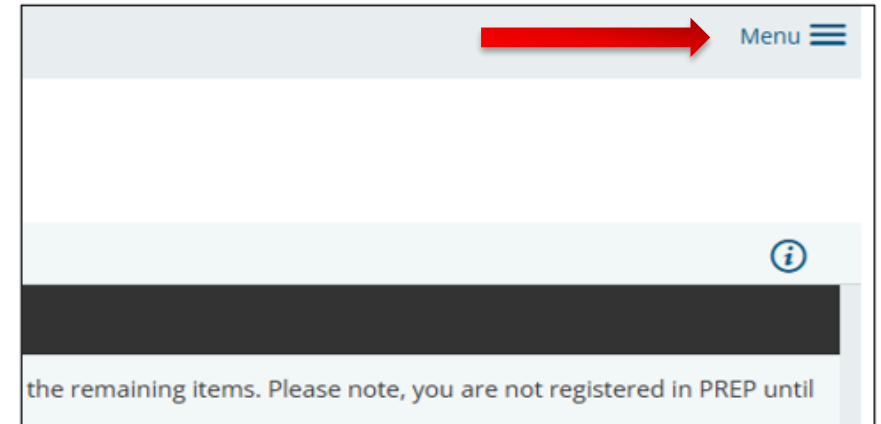 Menu
i
the remaining items. Please note, you are not registered in PREP until